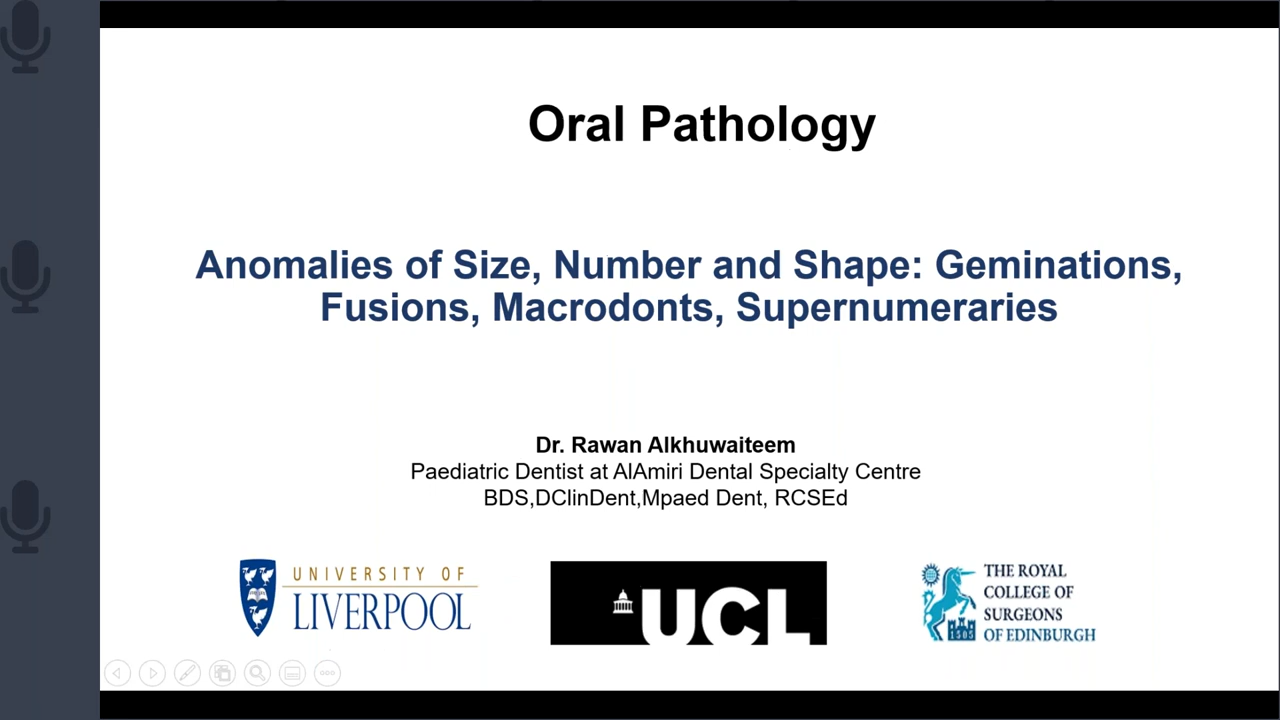 Oral Pathology
Anomalies of Size, Number and Shape: Geminations,
Fusions, Macrodonts, Supernumeraries
Dr. Rawan Alkhuwaiteem
Paediatric Dentist at AlAmiri Dental Specialty Centre
BDS,DClinDent,Mpaed Dent, RCSEd
UNIVERSITY OF
LIVERPOOL
UCL
THE ROYAL
COLLEGE OF
SURGEONS
OF EDINBURGH